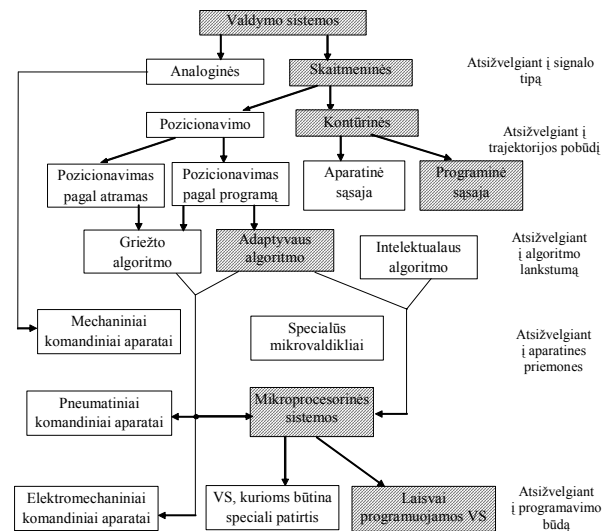 Valdymo sistemos
Analoginės
Skaitmeninės
Atsižvelgiant į signalo
tipą
Pozicionavimo
Kontūrinės
Atsižvelgiant į
trajektorijos pobūdį
Pozicionavimas
pagal atramas
Pozicionavimas
pagal programą
Aparatinė
sąsaja
Programinė
sąsaja
Griežto
algoritmo
Adaptyvaus
algoritmo
Intelektualaus
algoritmo
Atsižvelgiant
į algoritmo
lankstumą
Mechaniniai
komandiniai aparatai
Specialūs
mikrovaldikliai
Atsižvelgiant
į aparatines
priemones
Pneumatiniai
komandiniai aparatai
Mikroprocesorinės
sistemos
Elektromechaniniai
komandiniai aparatai
VS, kurioms būtina
speciali patirtis
Laisvai
programuojamos VS
Atsižvelgiant
į programavimo
būdą